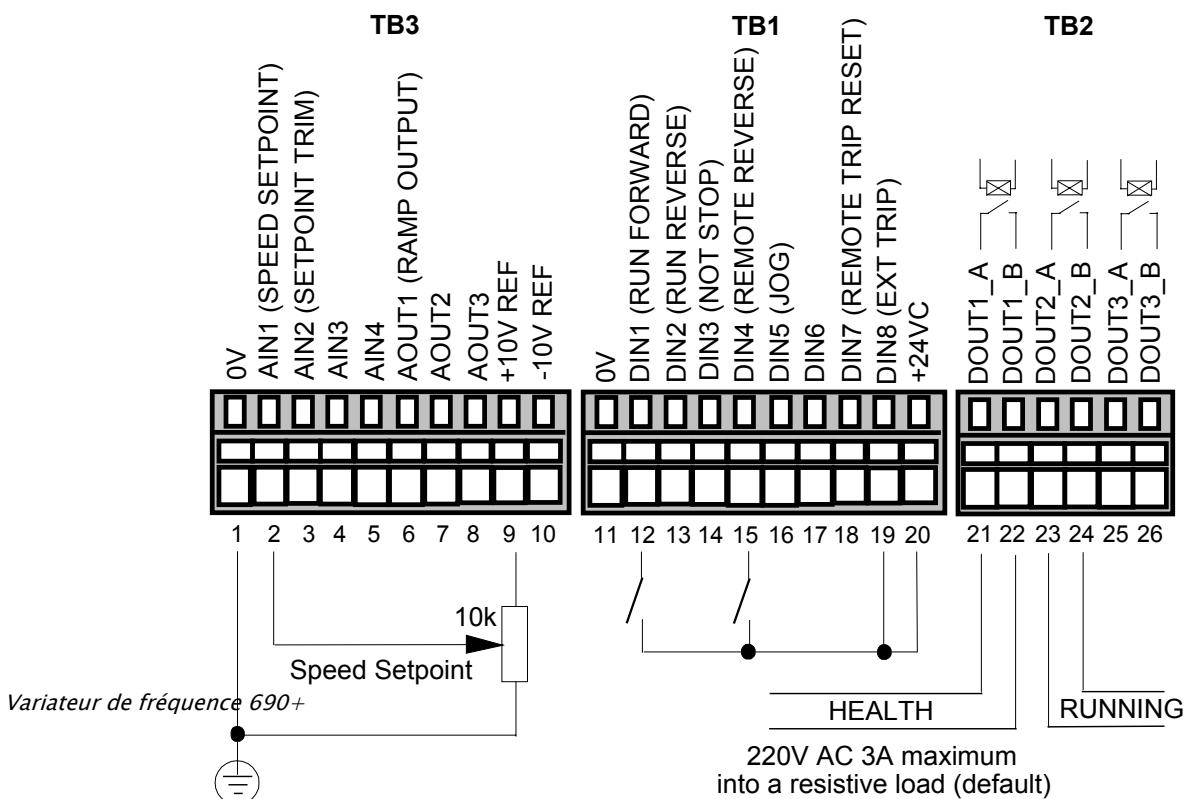 TB3
TB1
TB2
0V
AIN1 (SPEED SETPOINT)
AIN2 (SETPOINT TRIM)
AIN3
AIN4
AOUT1 (RAMP OUTPUT)
AOUT2
AOUT3
+10V REF
-10V REF
0V
DIN1 (RUN FORWARD)
DIN2 (RUN REVERSE)
DIN3 (NOT STOP)
DIN4 (REMOTE REVERSE)
DIN5 (JOG)
DIN6
DIN7 (REMOTE TRIP RESET)
DIN8 (EXT TRIP)
+24VC
DOUT1_A
DOUT1_B
DOUT2_A
DOUT2_B
DOUT3_A
DOUT3_B
1 2 3 4 5 6 7 8 9 10
11 12 13 14 15 16 17 18 19 20
21 22 23 24 25 26
10k
Speed Setpoint
Variateur de fréquence 690+
HEALTH
RUNNING
220V AC 3A maximum
into a resistive load (default)